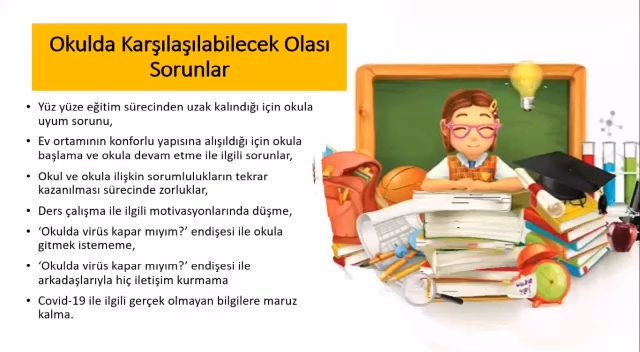 Okulda Karşılaşılabilecek Olası
Sorunlar
• Yüz yüze eğitim sürecinden uzak kalındığı için okula
uyum sorunu,
• Ev ortamının konforlu yapısına alışıldığı için okula
başlama ve okula devam etme ile ilgili sorunlar,
• Okul ve okula ilişkin sorumlulukların tekrar
kazanılması sürecinde zorluklar,
• Ders çalışma ile ilgili motivasyonlarında düşme,
• ‘Okulda virüs kapar mıyım?’ endişesi ile okula
gitmek istememe,
• ‘Okulda virüs kapar mıyım?’ endişesi ile
arkadaşlarıyla hiç iletişim kurmama
• Covid-19 ile ilgili gerçek olmayan bilgilere maruz
kalma.